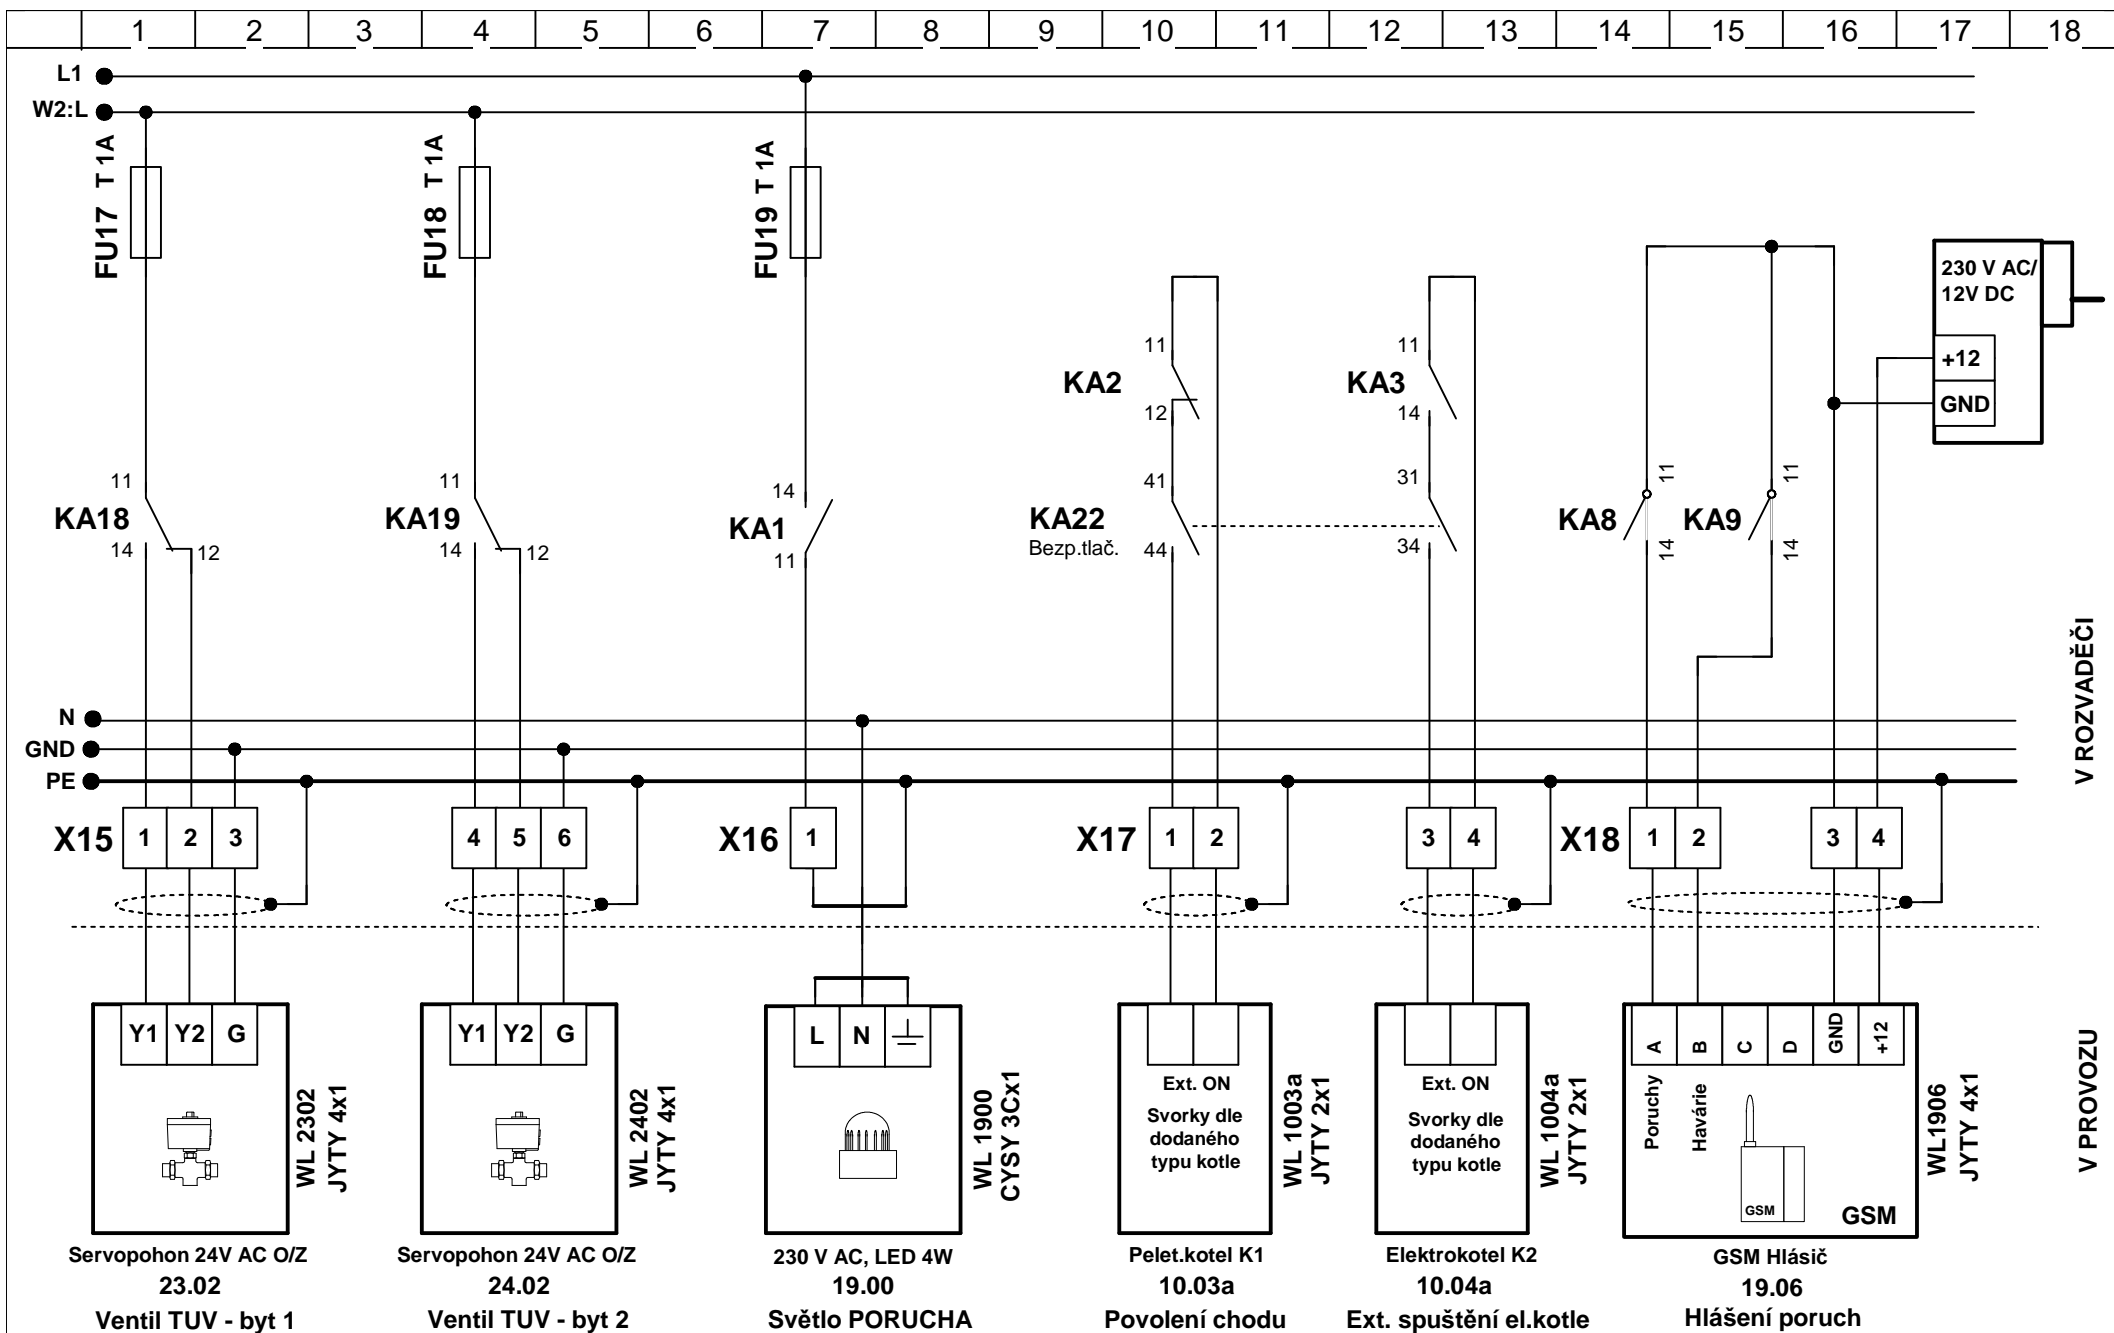 1 2 3 4 5 6 7 8 9 10 11 12 13 14 15 16 17 18
L1
W2:L
FU17 T 1A
FU18 T 1A
FU19 T 1A
230 V AC/
12V DC
+12
GND
11
KA2
12
11
KA3
14
11
KA18
14
12
11
KA19
14
12
14
KA1
11
41
KA22
Bezp.tlač.
44
31
34
KA8
11
14
KA9
11
14
V ROZVADĚČI
N
GND
PE
X15 1 2 3
4 5 6
X16 1
X17 1 2
3 4
X18 1 2
3 4
Y1 Y2 G
WL 2302
JYTY 4x1
Y1 Y2 G
WL 2402
JYTY 4x1
L N
WL 1900
CYSY 3Cx1
Ext. ON
Svorky dle
dodaného
typu kotle
WL 1003a
JYTY 2x1
Ext. ON
Svorky dle
dodaného
typu kotle
WL 1004a
JYTY 2x1
A B C D GND +12
Poruchy
Havárie
GSM
GSM
WL1906
JYTY 4x1
V PROVOZU
Servopohon 24V AC O/Z
23.02
Ventil TUV - byt 1
Servopohon 24V AC O/Z
24.02
Ventil TUV - byt 2
230 V AC, LED 4W
19.00
Světlo PORUCHA
Pelet.kotel K1
10.03a
Povolení chodu
Elektrokotel K2
10.04a
Ext. spuštění el.kotle
GSM Hlásič
19.06
Hlášení poruch